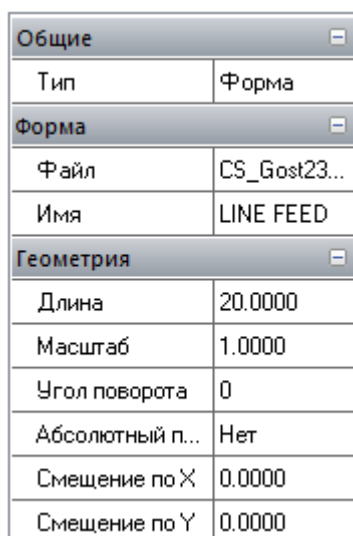 Общие
Тип Форма
Форма
Файл CS_Gost23...
Имя LINE FEED
Геометрия
Длина 20.0000
Масштаб 1.0000
Угол поворота 0
Абсолютный п... Нет
Смещение по X 0.0000
Смещение по Y 0.0000